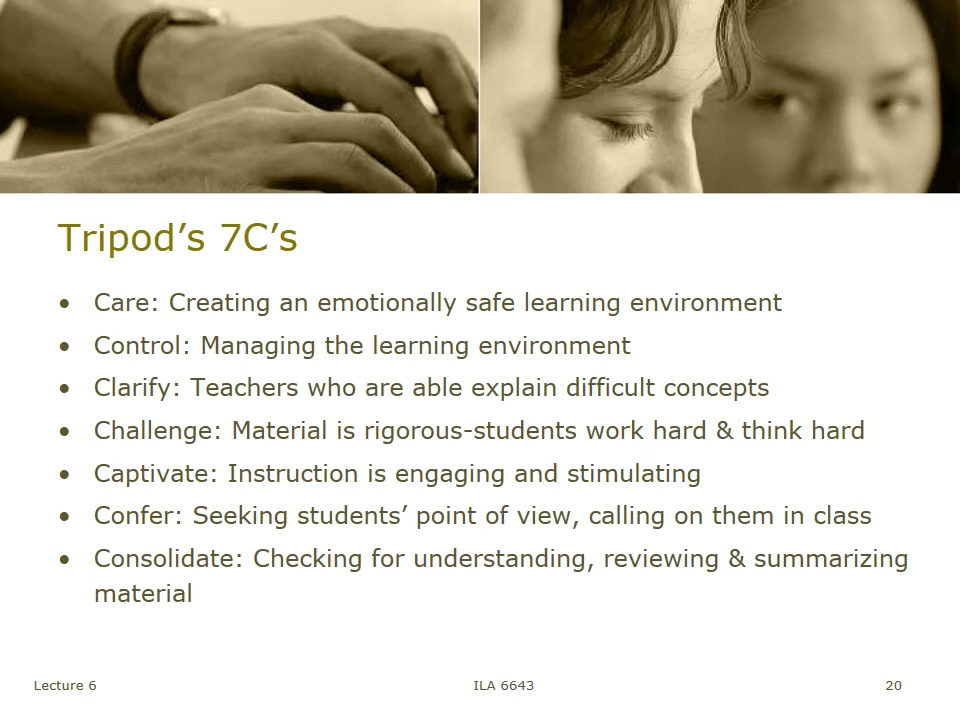 Tripod’s 7C’s
• Care: Creating an emotionally safe learning environment
• Control: Managing the learning environment
• Clarify: Teachers who are able explain difficult concepts
• Challenge: Material is rigorous-students work hard & think hard
• Captivate: Instruction is engaging and stimulating
• Confer: Seeking students’ point of view, calling on them in class
• Consolidate: Checking for understanding, reviewing & summarizing
material
Lecture 6 ILA 6643 20